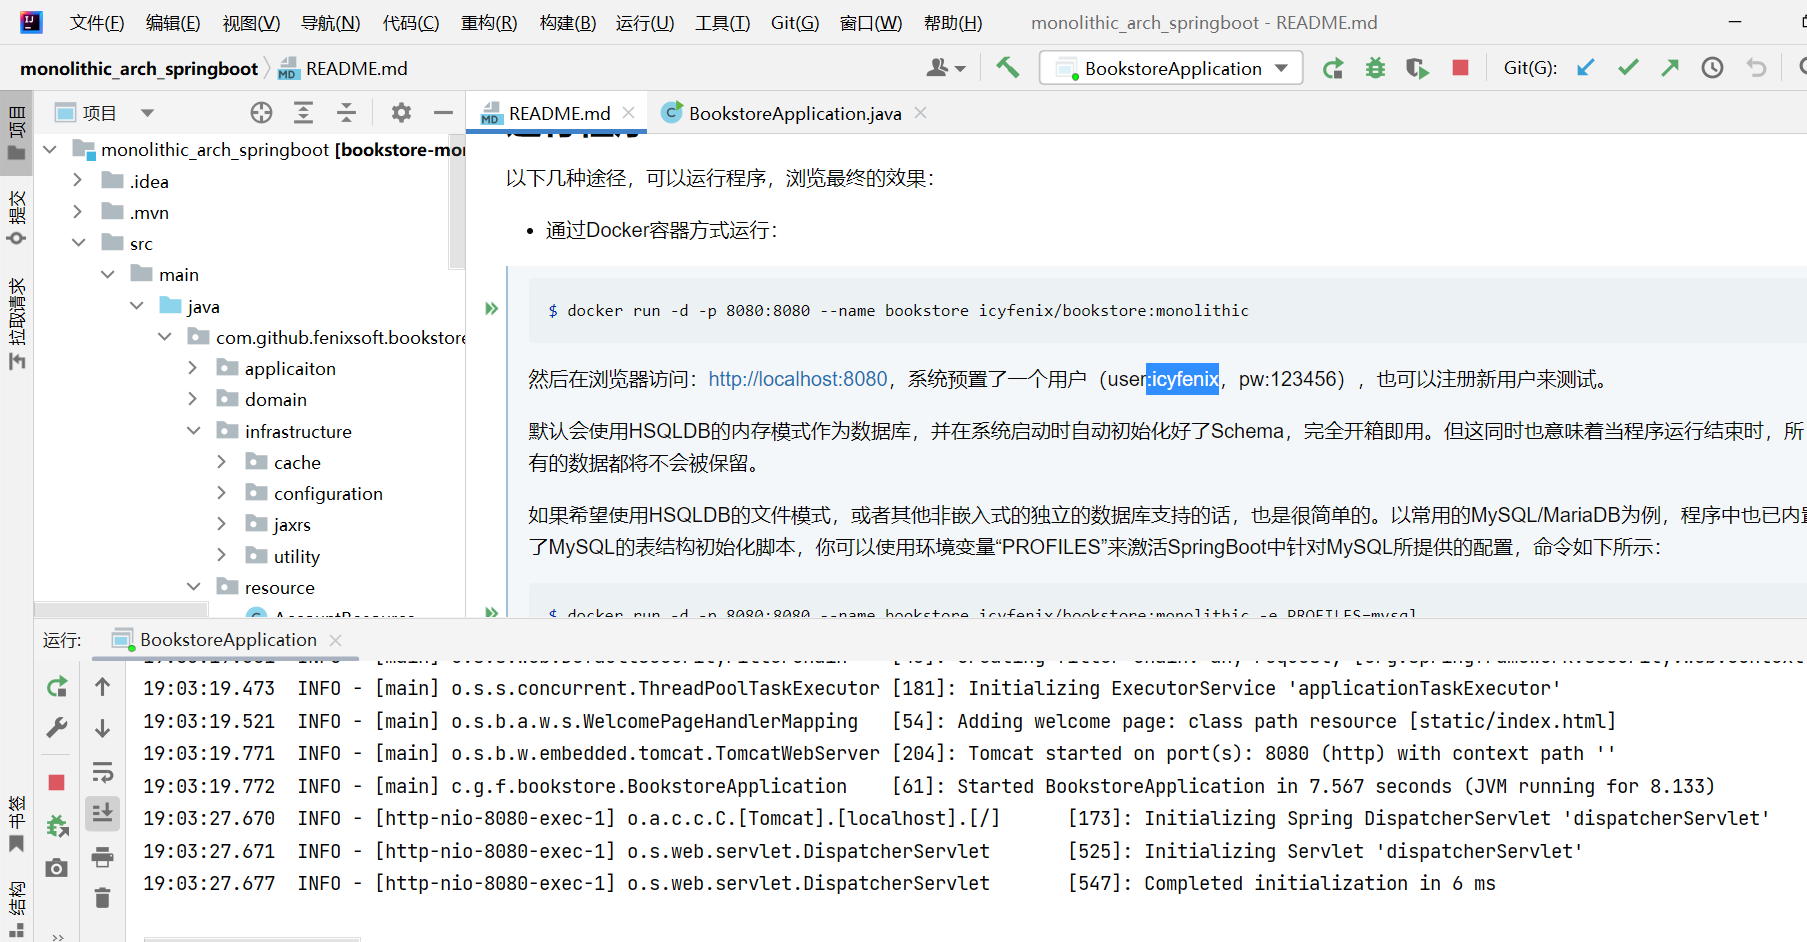 文件(F) 编辑(E) 视图(V) 导航(N) 代码(C) 重构(R) 构建(B) 运行(U) 工具(T) Git(G) 窗口(W) 帮助(H) monolithic_arch_springboot - README.md
monolithic_arch_springboot README.md BookstoreApplication Git(G):
项目 README.md BookstoreApplication.java
项目
提交
拉取请求
书签
结构
monolithic_arch_springboot [bookstore-mo
.idea
.mvn
src
main
java
com.github.fenixsoft.bookstore
applicaiton
domain
infrastructure
cache
configuration
jaxrs
utility
resource
以下几种途径，可以运行程序，浏览最终的效果：
• 通过Docker容器方式运行：
$ docker run -d -p 8080:8080 --name bookstore icyfenix/bookstore:monolithic
然后在浏览器访问：http://localhost:8080，系统预置了一个用户（user:icyfenix，pw:123456），也可以注册新用户来测试。
默认会使用HSQLDB的内存模式作为数据库，并在系统启动时自动初始化好了Schema，完全开箱即用。但这同时也意味着当程序运行结束时，所
有的数据都将不会被保留。
如果希望使用HSQLDB的文件模式，或者其他非嵌入式的独立的数据库支持的话，也是很简单的。以常用的MySQL/MariaDB为例，程序中也已内置
了MySQL的表结构初始化脚本，你可以使用环境变量“PROFILES”来激活SpringBoot中针对MySQL所提供的配置，命令如下所示：
$ docker run -d -p 8080:8080 --name bookstore icyfenix/bookstore:monolithic -e PROFILES=mysql
运行: BookstoreApplication
19:03:19.473 INFO - [main] o.s.s.concurrent.ThreadPoolTaskExecutor [181]: Initializing ExecutorService 'applicationTaskExecutor'
19:03:19.521 INFO - [main] o.s.b.a.w.s.WelcomePageHandlerMapping [54]: Adding welcome page: class path resource [static/index.html]
19:03:19.771 INFO - [main] o.s.b.w.embedded.tomcat.TomcatWebServer [204]: Tomcat started on port(s): 8080 (http) with context path ''
19:03:19.772 INFO - [main] c.g.f.bookstore.BookstoreApplication [61]: Started BookstoreApplication in 7.567 seconds (JVM running for 8.133)
19:03:27.670 INFO - [http-nio-8080-exec-1] o.a.c.c.C.[Tomcat].[localhost].[/] [173]: Initializing Spring DispatcherServlet 'dispatcherServlet'
19:03:27.671 INFO - [http-nio-8080-exec-1] o.s.web.servlet.DispatcherServlet [525]: Initializing Servlet 'dispatcherServlet'
19:03:27.677 INFO - [http-nio-8080-exec-1] o.s.web.servlet.DispatcherServlet [547]: Completed initialization in 6 ms